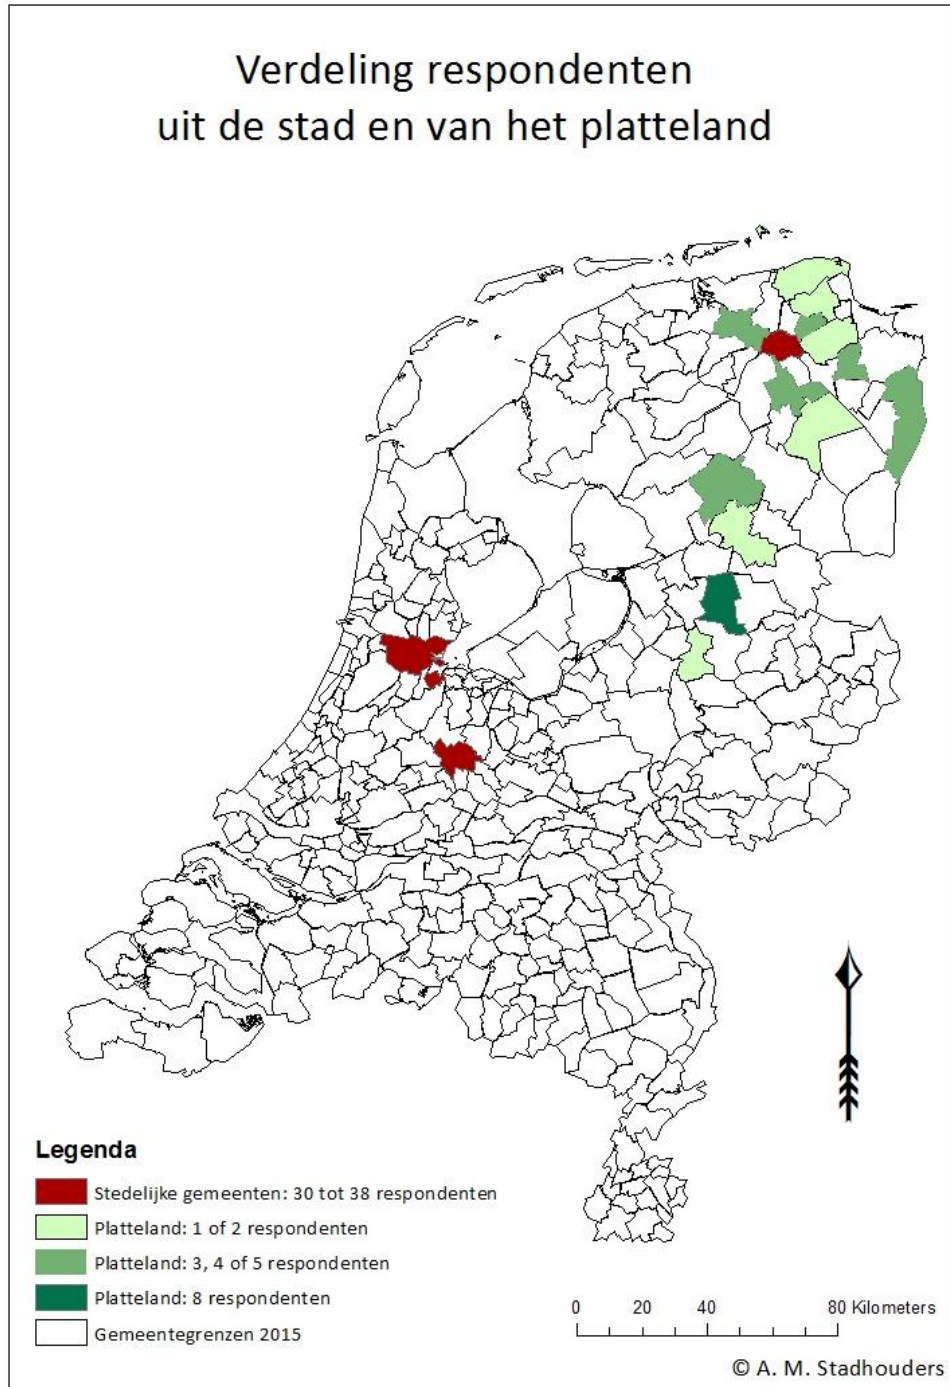 Verdeling respondenten
uit de stad en van het platteland
Legenda
Stedelijke gemeenten: 30 tot 38 respondenten
Platteland: 1 of 2 respondenten
Platteland: 3, 4 of 5 respondenten
Platteland: 8 respondenten
Gemeentegrenzen 2015
0 20 40 80 Kilometers
© A. M. Stadhouders